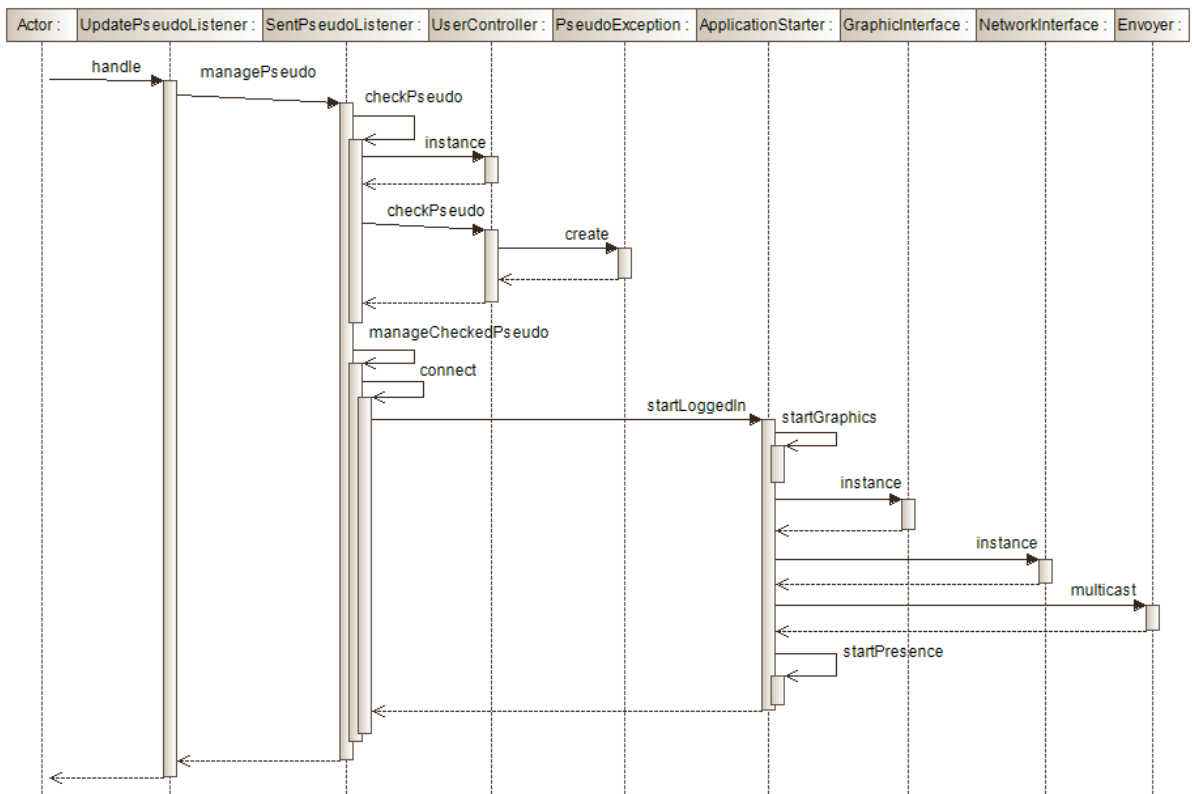 Actor :
UpdatePseudoListener :
SentPseudoListener :
UserController :
PseudoException :
ApplicationStarter :
GraphicInterface :
NetworkInterface :
Envoyer :
handle
managePseudo
checkPseudo
instance
checkPseudo
create
manageCheckedPseudo
connect
startLoggedIn
startGraphics
instance
instance
multicast
startPresence